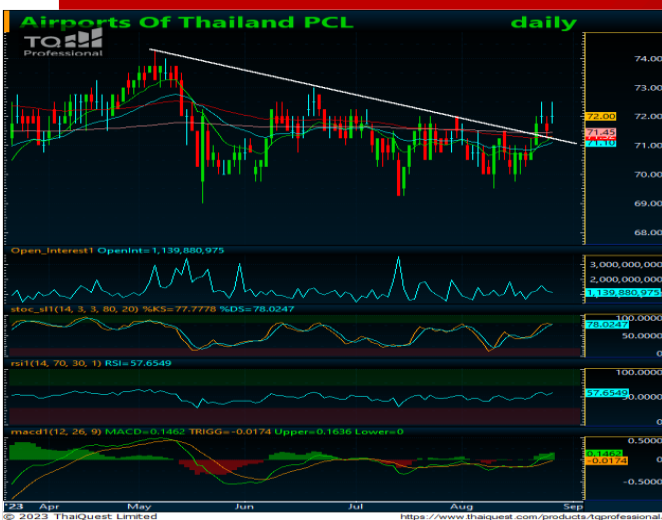 Airports Of Thailand PCL daily
TQ
Professional
74.00
73.00
72.00
72.00
71.45
71.10
71.00
70.00
69.00
68.00
Open_Interest1 OpenInt=1,139,880,975
3,000,000,000
2,000,000,000
1,139,880,975
stoc_sl1(14, 3, 3, 80, 20) %KS=77.7778 %DS=78.0247
100.0000
78.0247
50.0000
0
rsi1(14, 70, 30, 1) RSI=57.6549
100.0000
57.6549
50.0000
0
macd1(12, 26, 9) MACD=0.1462 TRIGG=-0.0174 Upper=0.1636 Lower=0
0.5000
0.1462
0
-0.0174
-0.5000
'23 Apr May Jun Jul Aug Sep
© 2023 ThaiQuest Limited https://www.thaiquest.com/products/tqprofessional.